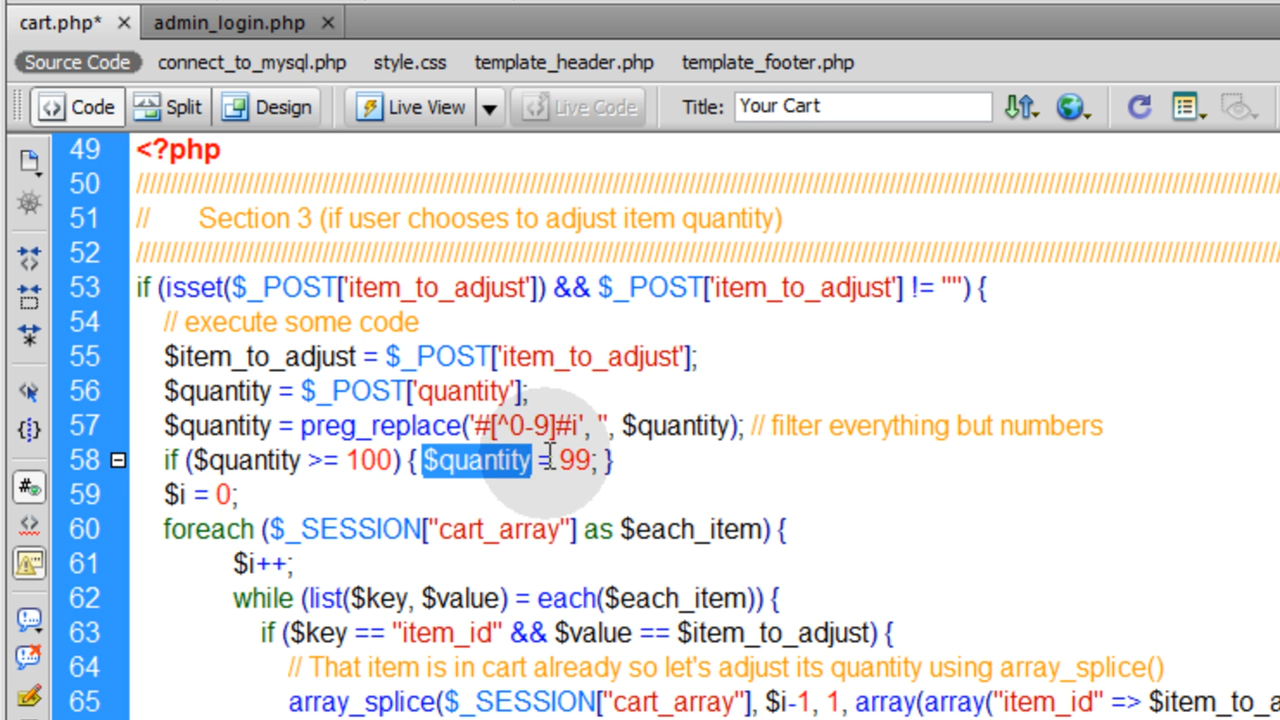 cart.php* × admin_login.php ×
Source Code connect_to_mysql.php style.css template_header.php template_footer.php
Code Split Design Live View Live Code Title: Your Cart
49 <?php
50 ////////////////////////////////////////////////////////////////////////////////////////////////////////////////////////
51 // Section 3 (if user chooses to adjust item quantity)
52 ////////////////////////////////////////////////////////////////////////////////////////////////////////////////////////
53 if (isset($_POST['item_to_adjust']) && $_POST['item_to_adjust'] != "") {
54 // execute some code
55 $item_to_adjust = $_POST['item_to_adjust'];
56 $quantity = $_POST['quantity'];
57 $quantity = preg_replace('#[^0-9]#i', '', $quantity); // filter everything but numbers
58 if ($quantity >= 100) { $quantity = 99; }
59 $i = 0;
60 foreach ($_SESSION["cart_array"] as $each_item) {
61 $i++;
62 while (list($key, $value) = each($each_item)) {
63 if ($key == "item_id" && $value == $item_to_adjust) {
64 // That item is in cart already so let's adjust its quantity using array_splice()
65 array_splice($_SESSION["cart_array"], $i-1, 1, array(array("item_id" => $item_to_a